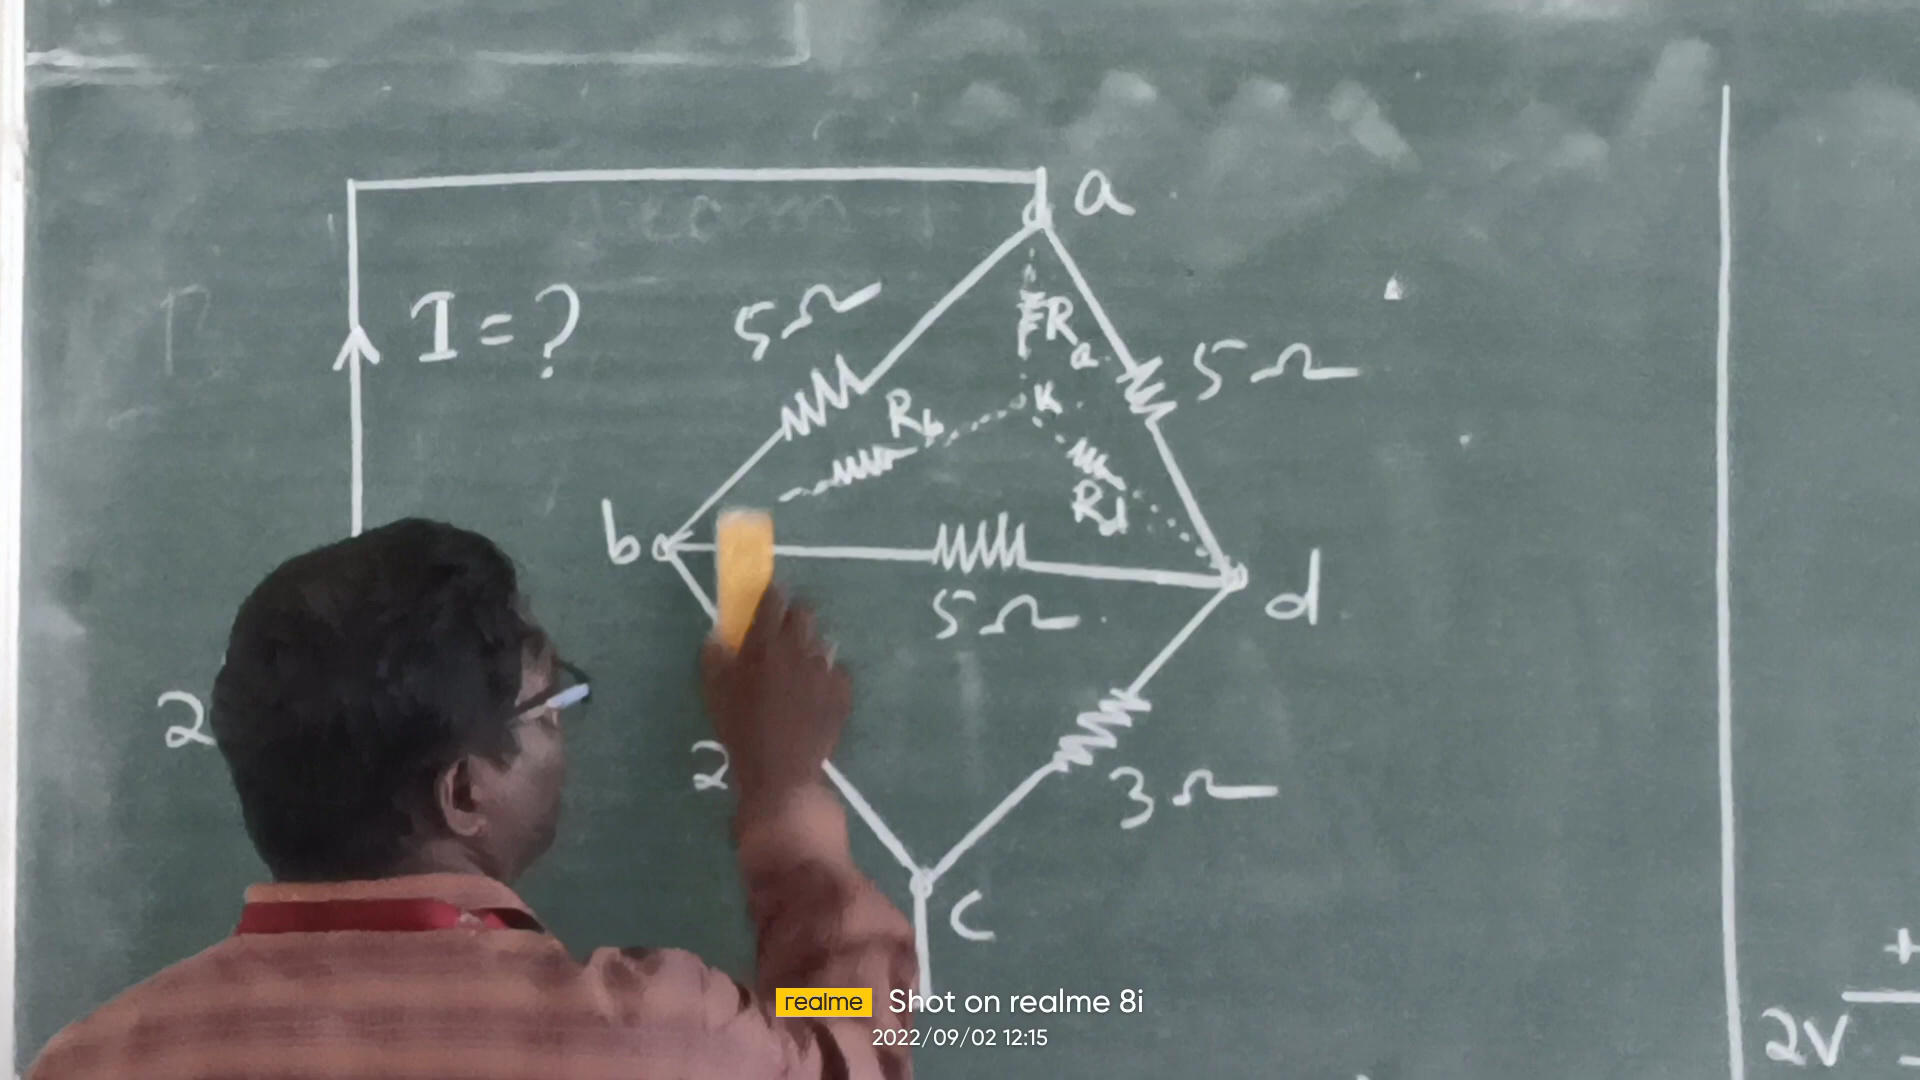 a
I = ?
5Ω
R
a
5Ω
K
R
b
R
d
b
d
5Ω
2
2
3Ω
c
+
2V
realme Shot on realme 8i
2022/09/02 12:15